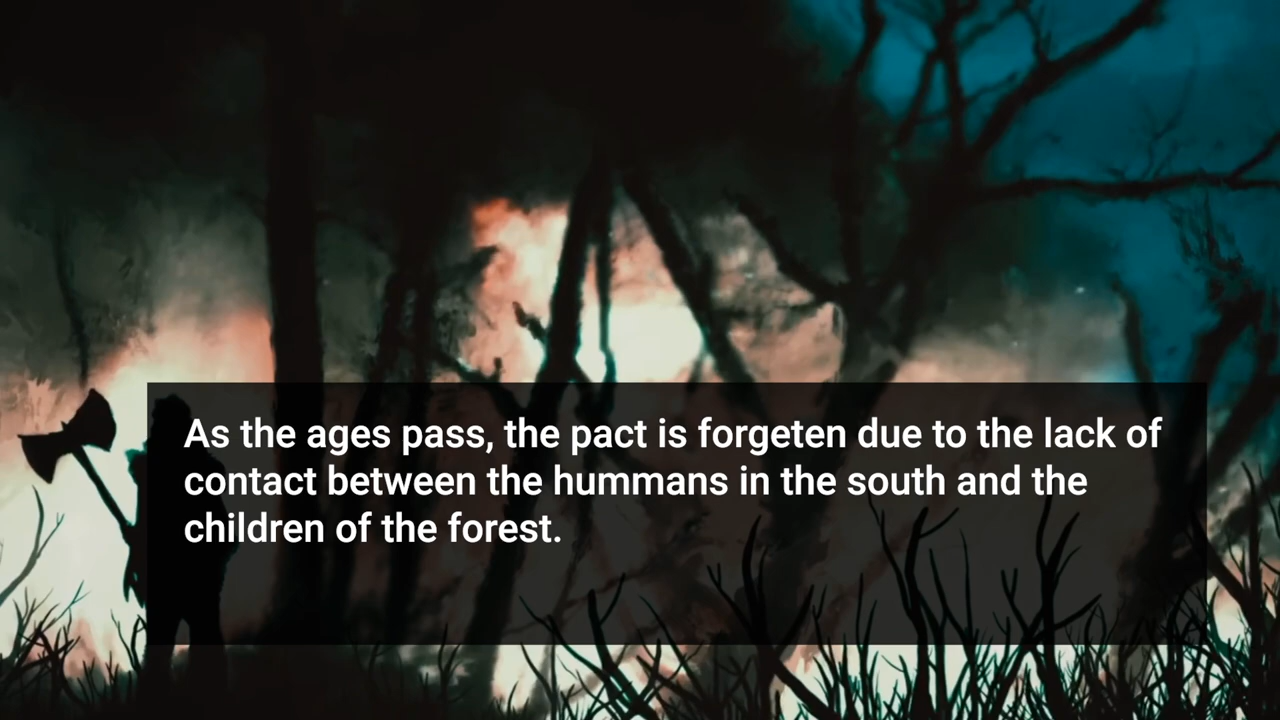 As the ages pass, the pact is forgeten due to the lack of
contact between the hummans in the south and the
children of the forest.